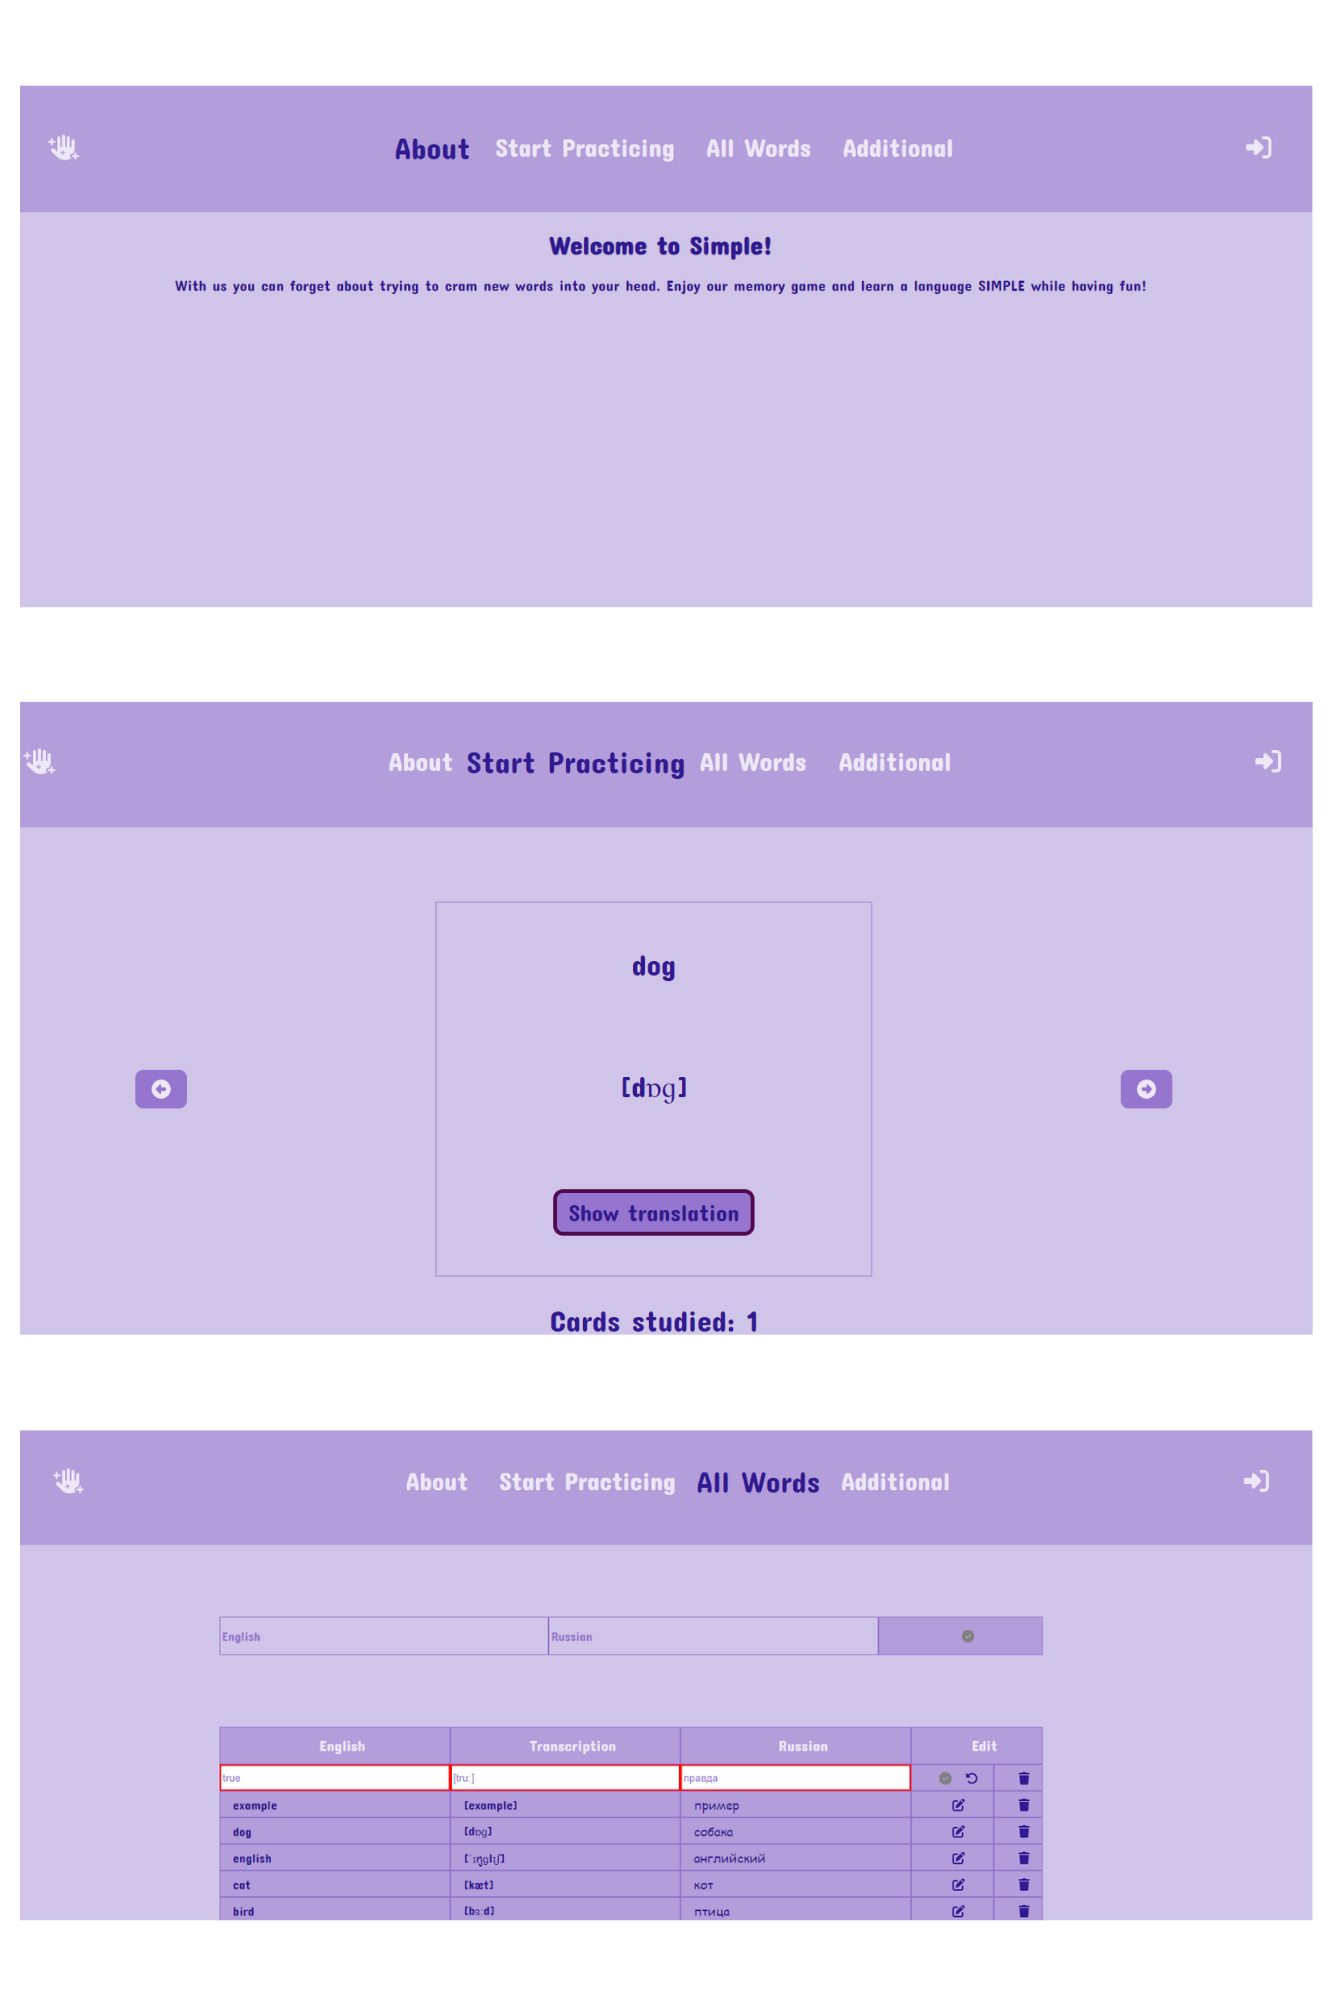 About Start Practicing All Words Additional
Welcome to Simple!
With us you can forget about trying to cram new words into your head. Enjoy our memory game and learn a language SIMPLE while having fun!
About Start Practicing All Words Additional
dog
[dɒg]
Show translation
Cards studied: 1
About Start Practicing All Words Additional
English Russian
English Transcription Russian Edit
true [truː] правда
example [example] пример
dog [dɒg] собака
english [ˈɪŋglɪʃ] английский
cat [kæt] кот
bird [bɜːd] птица